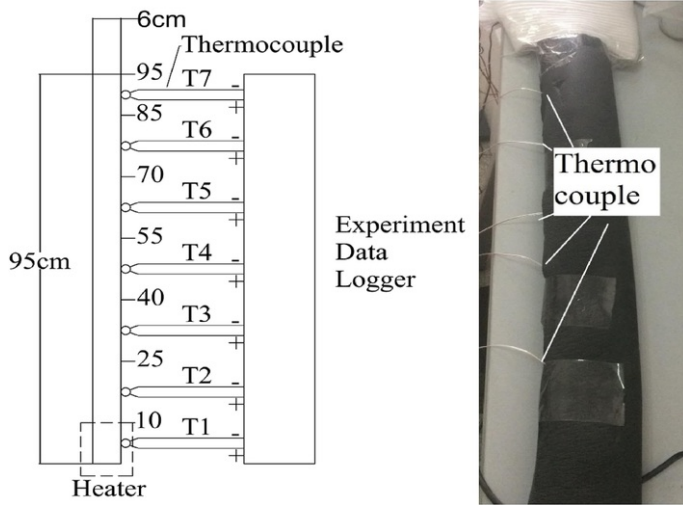 6cm
Thermocouple
95
T7
-
+
85
T6
-
+
70
T5
-
+
55
T4
-
+
95cm
40
T3
-
+
25
T2
-
+
10
T1
-
+
Heater
Experiment
Data
Logger
Thermo
couple